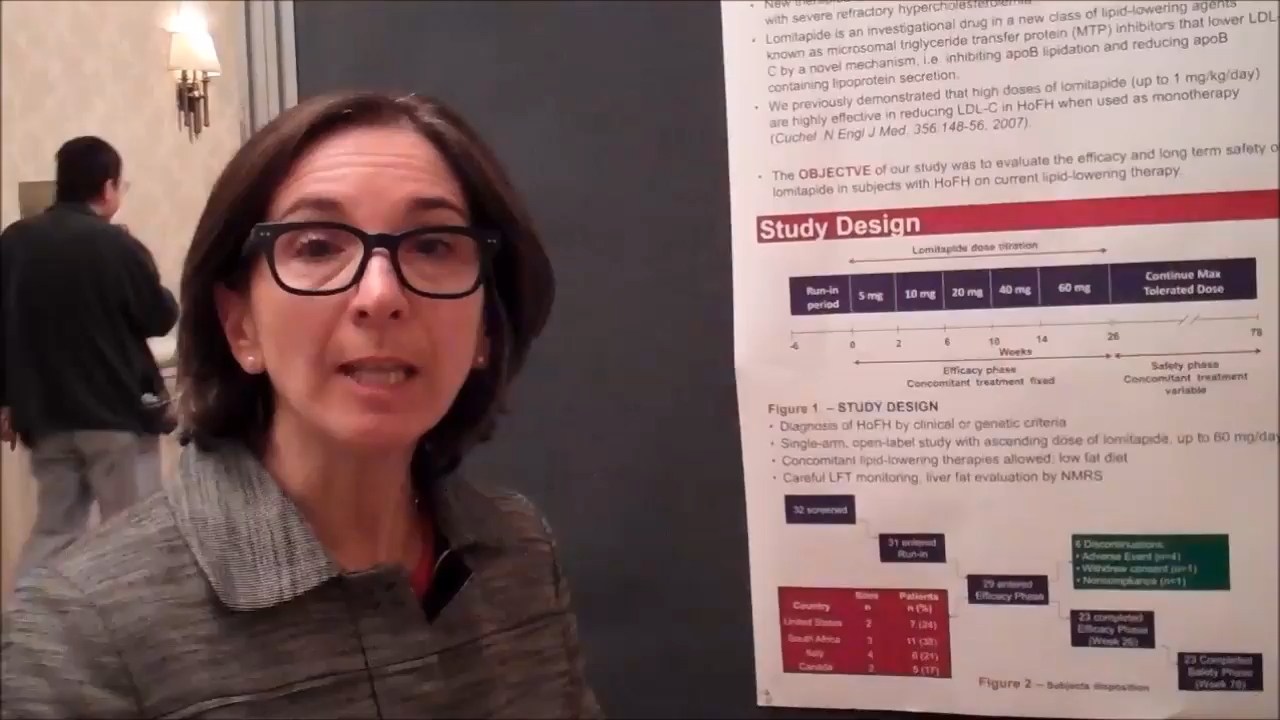 with severe refractory
• Lomitapide is an investigational drug in a new class of lipid-lowering agents
known as microsomal triglyceride transfer protein (MTP) inhibitors that lower LDL-
C by a novel mechanism, i.e. inhibiting apoB lipidation and reducing apoB
containing lipoprotein secretion.
• We previously demonstrated that high doses of lomitapide (up to 1 mg/kg/day)
are highly effective in reducing LDL-C in HoFH when used as monotherapy
(Cuchel N Engl J Med. 356:148-56, 2007).
• The OBJECTVE of our study was to evaluate the efficacy and long term safety o
lomitapide in subjects with HoFH on current lipid-lowering therapy.
Study Design
Lomitapide dose titration
Run-in
period
5 mg
10 mg
20 mg
40 mg
60 mg
Continue Max
Tolerated Dose
-6
0
2
6
10
14
26
78
Weeks
Efficacy phase
Concomitant treatment fixed
Safety phase
Concomitant treatment
variable
Figure 1 – STUDY DESIGN
• Diagnosis of HoFH by clinical or genetic criteria
• Single-arm, open-label study with ascending dose of lomitapide, up to 60 mg/day
• Concomitant lipid-lowering therapies allowed; low fat diet
• Careful LFT monitoring, liver fat evaluation by NMRS
32 screened
31 entered
Run-in
29 entered
Efficacy Phase
6 Discontinuations:
• Adverse Event (n=4)
• Withdrew consent (n=1)
• Noncompliance (n=1)
23 completed
Efficacy Phase
(Week 26)
23 Completed
Safety Phase
(Week 78)
Country Sites n Patients n (%)
United States 2 7 (24)
South Africa 3 11 (38)
Italy 4 6 (21)
Canada 2 5 (17)
Figure 2 – Subjects disposition